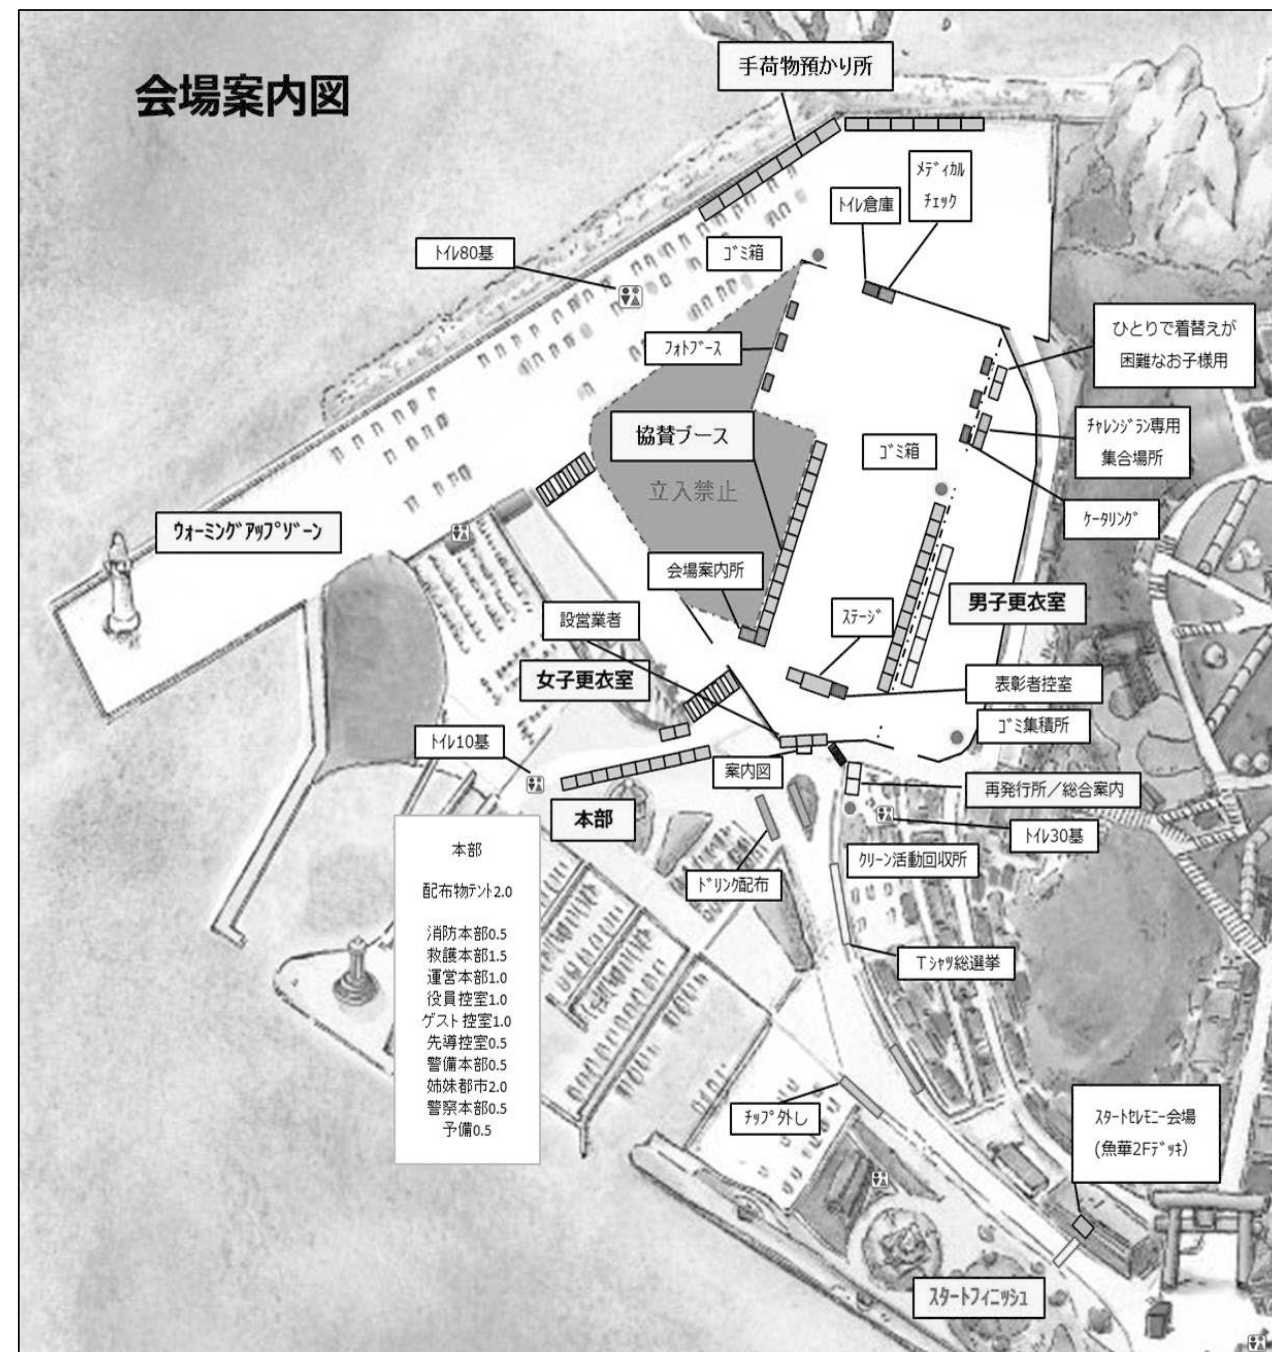 会場案内図
手荷物預かり所
ﾒﾃﾞｨｶﾙ
ﾁｪｯｸ
ﾄｲﾚ倉庫
ﾄｲﾚ80基
ｺﾞﾐ箱
ひとりで着替えが
困難なお子様用
ﾌｫﾄﾌﾞｰｽ
協賛ブース
ｺﾞﾐ箱
ﾁｬﾚﾝｼﾞﾗﾝ専用
集合場所
立入禁止
ｹｰﾀﾘﾝｸﾞ
ｳｫｰﾐﾝｸﾞｱｯﾌﾟｿﾞｰﾝ
会場案内所
男子更衣室
設営業者
ｽﾃｰｼﾞ
女子更衣室
表彰者控室
ｺﾞﾐ集積所
ﾄｲﾚ10基
案内図
再発行所／総合案内
本部
ﾄｲﾚ30基
ｸﾘｰﾝ活動回収所
ﾄﾞﾘﾝｸ配布
Ｔｼｬﾂ総選挙
本部
配布物ﾃﾝﾄ2.0
消防本部0.5
救護本部1.5
運営本部1.0
役員控室1.0
ゲスト控室1.0
先導控室0.5
警備本部0.5
姉妹都市2.0
警察本部0.5
予備0.5
ﾁｯﾌﾟ外し
ｽﾀｰﾄｾﾚﾓﾆｰ会場
(魚華2Fﾃﾞｯｷ)
ｽﾀｰﾄﾌｨﾆｯｼｭ